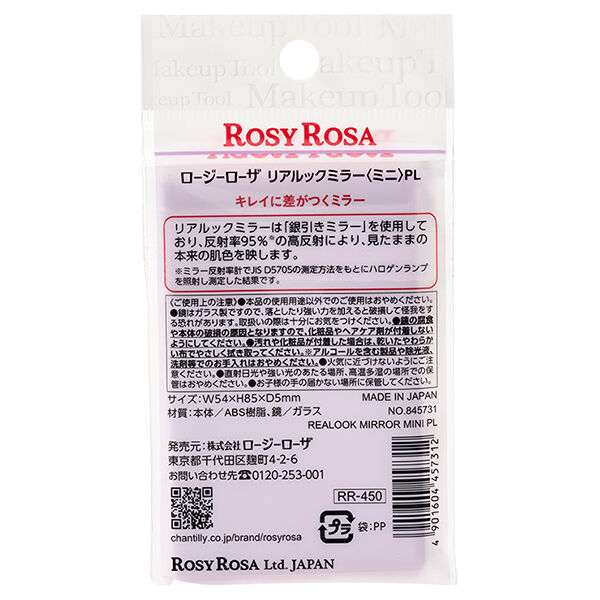 Makeup Tool Mi
Makeup Tool Makeup T
Tool Makeup Tool
ROSY ROSA
ロージーローザ リアルックミラー〈ミニ〉PL
キレイに差がつくミラー
リアルックミラーは「銀引きミラー」を使用して
おり、反射率95%※の高反射により、見たままの
本来の肌色を映します。
※ミラー反射率計でJIS D5705の測定方法をもとにハロゲンランプ
を照射し測定した結果です。
〈ご使用上の注意〉●本品の使用用途以外でのご使用はおやめください。
●鏡はガラス製ですので、落としたり強い力を加えると破損して怪我をす
る恐れがあります。取扱いの際は十分にお気をつけください。●鏡の腐食
や本体の破損の原因となりますので、化粧品やヘアケア剤が付着しない
ようにしてください。●汚れや化粧品が付着した場合は、乾いたやわらか
い布でやさしく拭き取ってください。※アルコールを含む製品や除光液、
洗剤等でのお手入れはおやめください。●火気に近づけないようにご注
意ください。●直射日光や強い光のあたる場所、高温多湿の場所での保
管はおやめください。●お子様の手の届かない場所に保管してください。
サイズ：W54×H85×D5mm
MADE IN JAPAN
材質：本体／ABS樹脂、鏡／ガラス
NO.845731
REALOOK MIRROR MINI PL
発売元：株式会社ロージーローザ
東京都千代田区麹町4-2-6
お問い合わせ先☎0120-253-001
RR-450
プラ
袋：PP
4 901604 457312
chantilly.co.jp/brand/rosyrosa
ROSY ROSA Ltd. JAPAN